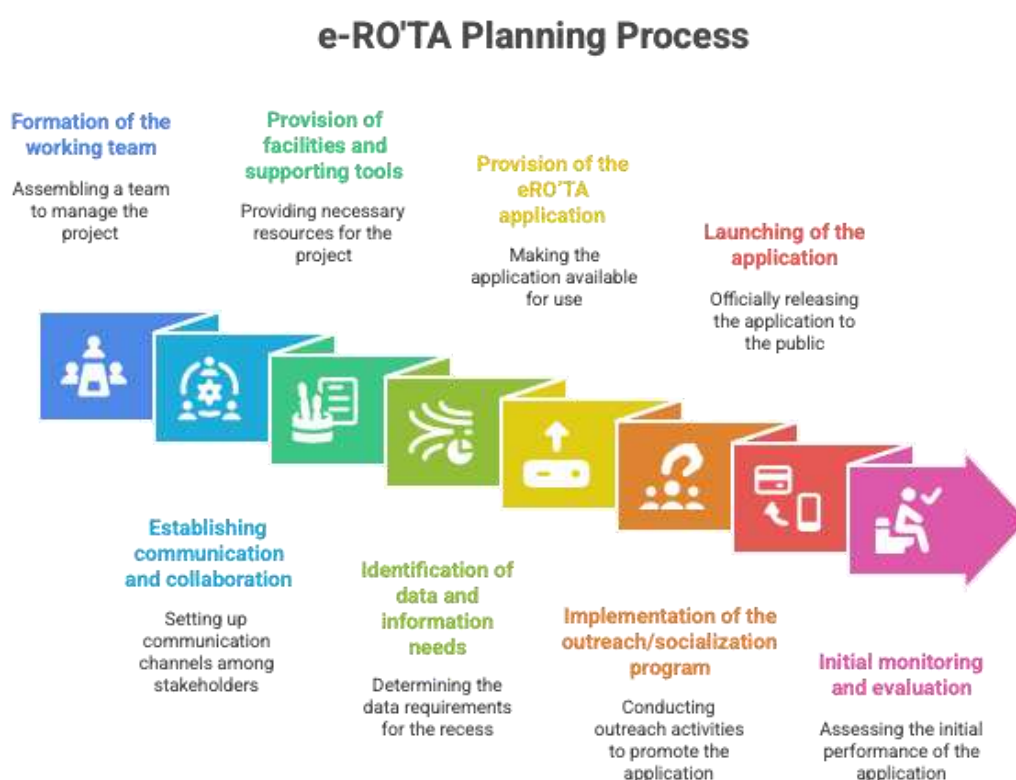 e-RO'TA Planning Process
Formation of the
working team
Assembling a team
to manage the
project
Establishing
communication
and collaboration
Setting up
communication
channels among
stakeholders
Provision of
facilities and
supporting tools
Providing necessary
resources for the
project
Identification of
data and
information
needs
Determining the
data requirements
for the recess
Provision of the
eRO'TA
application
Making the
application available
for use
Implementation of the
outreach/socialization
program
Conducting
outreach activities
to promote the
application
Launching of the
application
Officially releasing
the application to
the public
Initial monitoring
and evaluation
Assessing the initial
performance of the
application